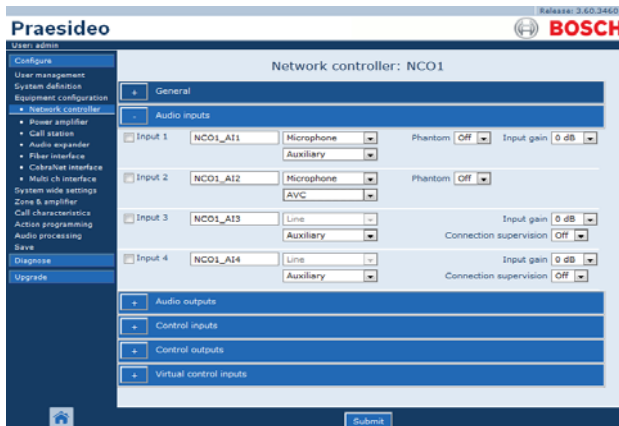 Release: 3.60.3460
Praesideo
BOSCH
User: admin
Configure
User management
System definition
Equipment configuration
Network controller
Power amplifier
Call station
Audio expander
Fiber interface
CobraNet interface
Multi ch interface
System wide settings
Zone & amplifier
Call characteristics
Action programming
Audio processing
Save
Diagnose
Upgrade
Network controller: NCO1
+ General
- Audio inputs
Input 1 NCO1_AI1 Microphone Phantom Off Input gain 0 dB
Auxiliary
Input 2 NCO1_AI2 Microphone Phantom Off
AVC
Input 3 NCO1_AI3 Line Input gain 0 dB
Auxiliary Connection supervision Off
Input 4 NCO1_AI4 Line Input gain 0 dB
Auxiliary Connection supervision Off
+ Audio outputs
+ Control inputs
+ Control outputs
+ Virtual control inputs
Submit